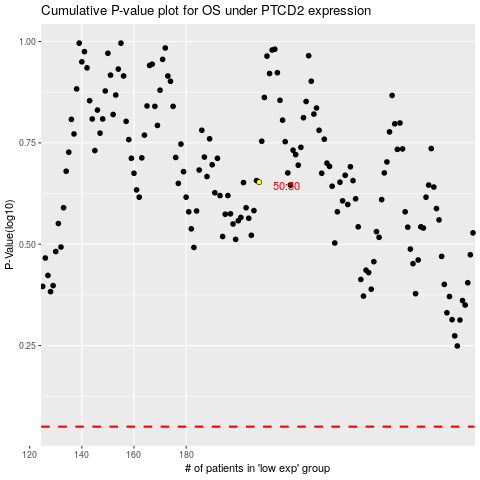 Cumulative P-value plot for OS under PTCD2 expression
P-Value(log10)
1.00
0.75
0.50
0.25
50:50
120 140 160 180
# of patients in 'low exp' group